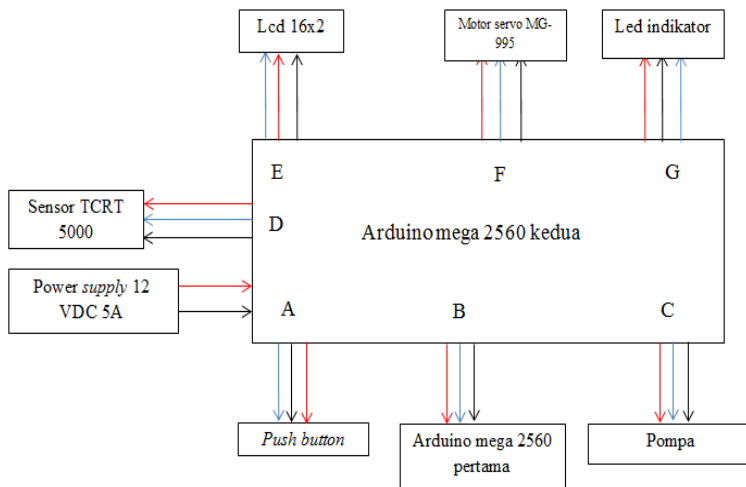 Lcd 16x2
Motor servo MG-
995
Led indikator
E
F
G
Sensor TCRT
5000
D
Arduino mega 2560 kedua
Power supply 12
VDC 5A
A
B
C
Push button
Arduino mega 2560
pertama
Pompa